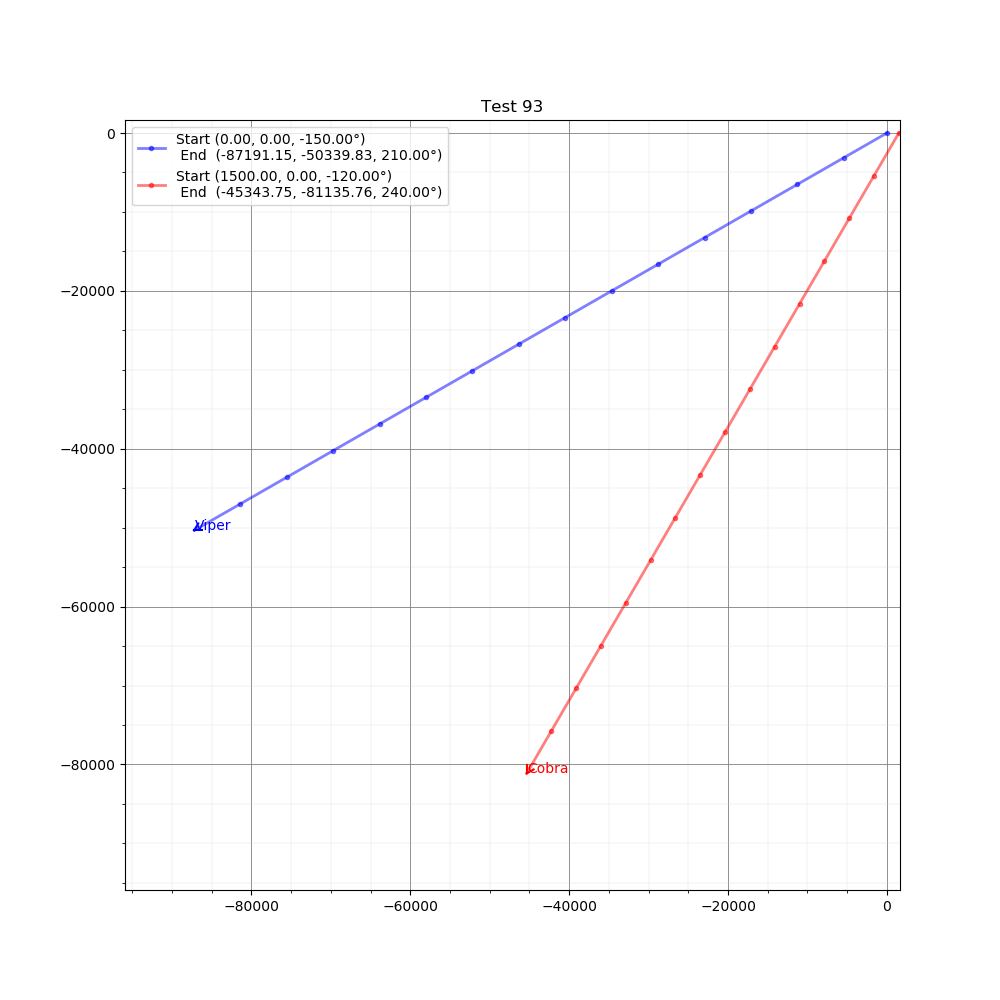 Test 93
Start (0.00, 0.00, -150.00°)
End (-87191.15, -50339.83, 210.00°)
Start (1500.00, 0.00, -120.00°)
End (-45343.75, -81135.76, 240.00°)
0
−20000
−40000
−60000
−80000
Viper
Cobra
−80000
−60000
−40000
−20000
0